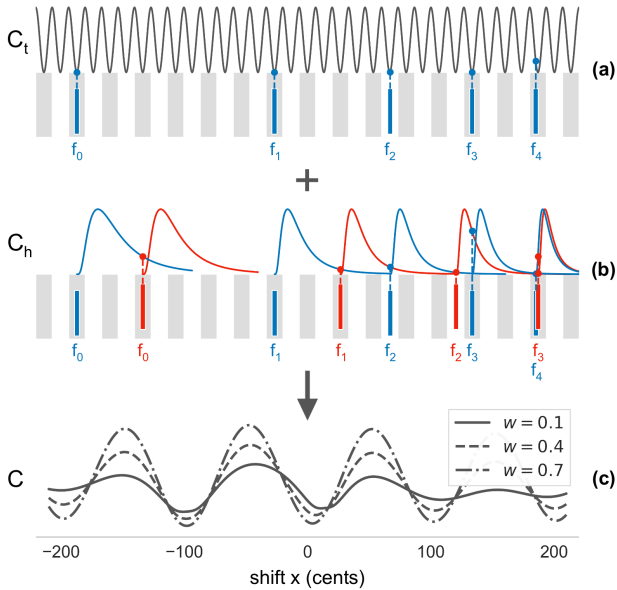 C_t
(a)
f_0 f_1 f_2 f_3 f_4
+
C_h
(b)
f_0 f_0 f_1 f_1 f_2 f_2 f_3 f_3
f_4
w = 0.1
w = 0.4
w = 0.7
C
(c)
−200 −100 0 100 200
shift x (cents)